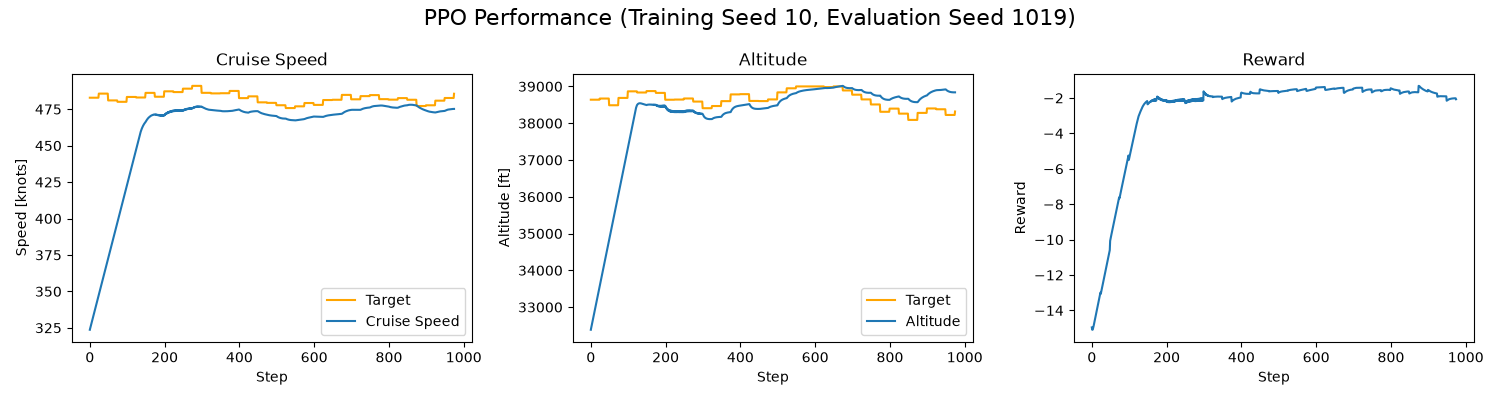 PPO Performance (Training Seed 10, Evaluation Seed 1019)
Cruise Speed
Speed [knots]
475
450
425
400
375
350
325
Target
Cruise Speed
0 200 400 600 800 1000
Step
Altitude
Altitude [ft]
39000
38000
37000
36000
35000
34000
33000
Target
Altitude
0 200 400 600 800 1000
Step
Reward
Reward
−2
−4
−6
−8
−10
−12
−14
0 200 400 600 800 1000
Step